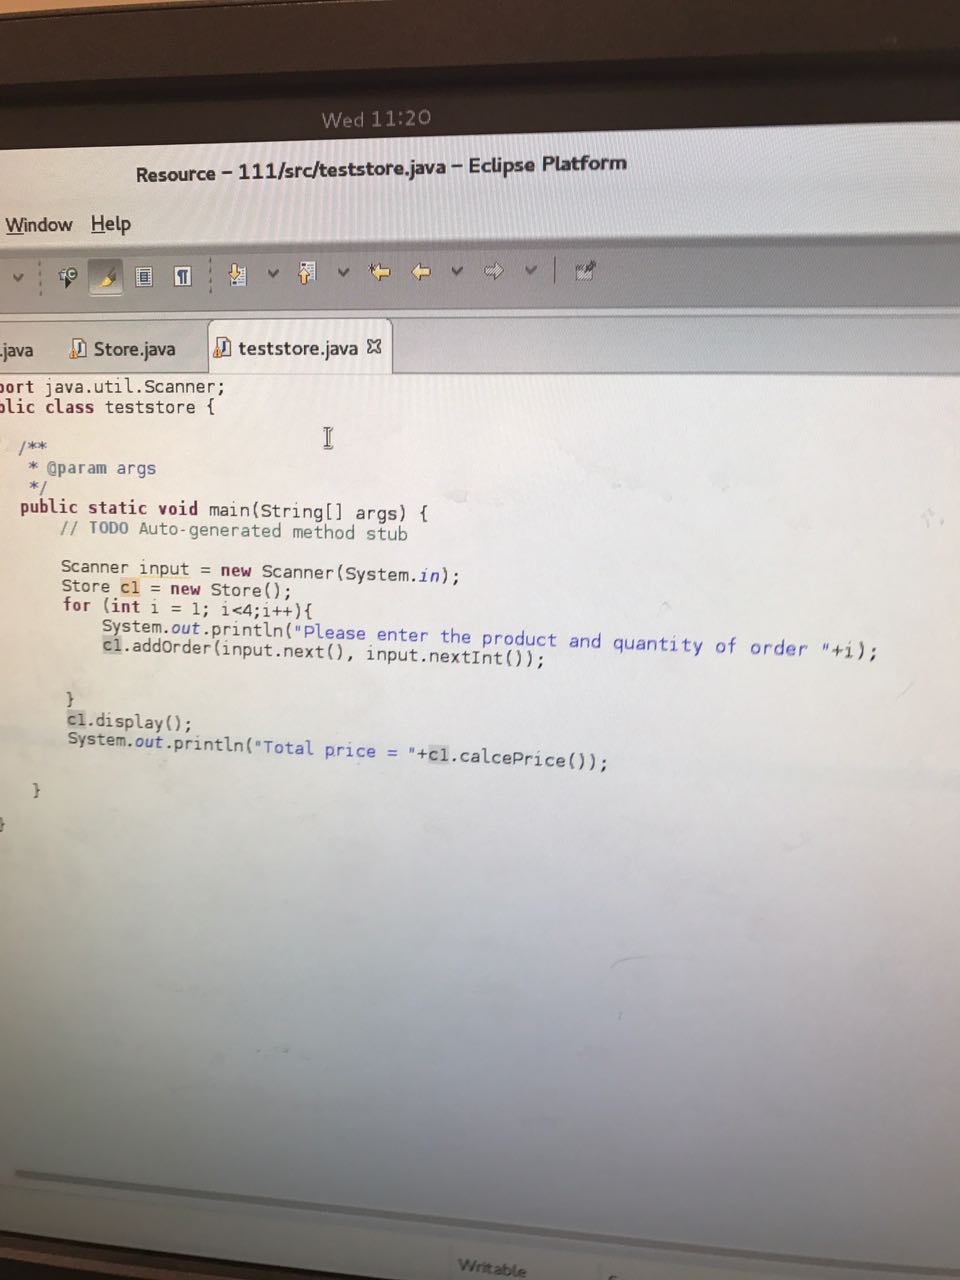 Wed 11:20
Resource – 111/src/teststore.java – Eclipse Platform
Window Help
.java Store.java teststore.java
port java.util.Scanner;
blic class teststore {
/**
* @param args
*/
public static void main(String[] args) {
// TODO Auto-generated method stub
Scanner input = new Scanner(System.in);
Store c1 = new Store();
for (int i = 1; i<4;i++){
System.out.println("Please enter the product and quantity of order "+i);
c1.addOrder(input.next(), input.nextInt());
}
c1.display();
System.out.println("Total price = "+c1.calcePrice());
}
}
Writable